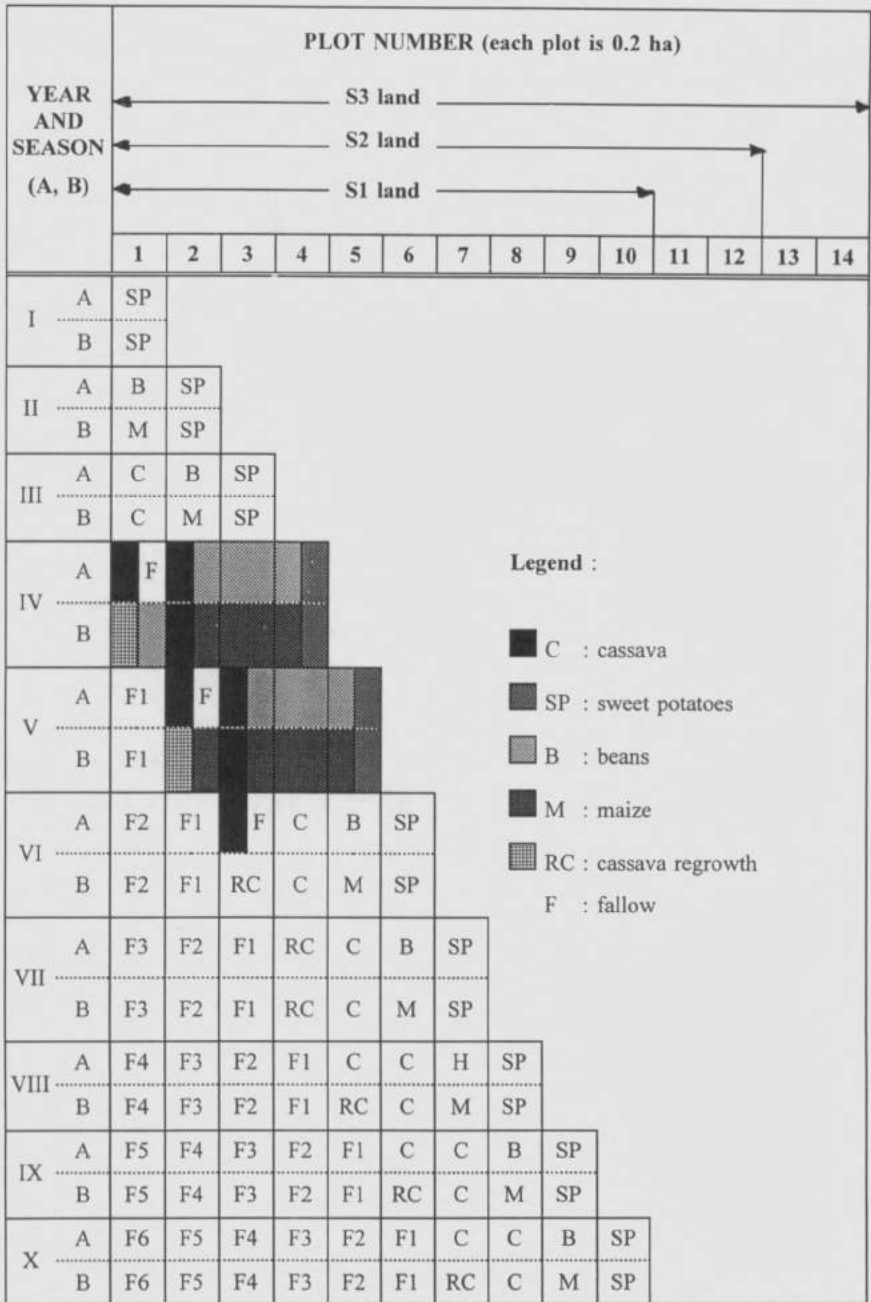 PLOT NUMBER (each plot is 0.2 ha)
YEAR
AND
SEASON
(A, B)
S3 land
S2 land
S1 land
1 2 3 4 5 6 7 8 9 10 11 12 13 14
I
A SP
B SP
II
A B SP
B M SP
III
A C B SP
B C M SP
IV
A F
B
V
A F1 F
B F1
VI
A F2 F1 F C B SP
B F2 F1 RC C M SP
VII
A F3 F2 F1 RC C B SP
B F3 F2 F1 RC C M SP
VIII
A F4 F3 F2 F1 C C H SP
B F4 F3 F2 F1 RC C M SP
IX
A F5 F4 F3 F2 F1 C C B SP
B F5 F4 F3 F2 F1 RC C M SP
X
A F6 F5 F4 F3 F2 F1 C C B SP
B F6 F5 F4 F3 F2 F1 RC C M SP
Legend :
C : cassava
SP : sweet potatoes
B : beans
M : maize
RC : cassava regrowth
F : fallow